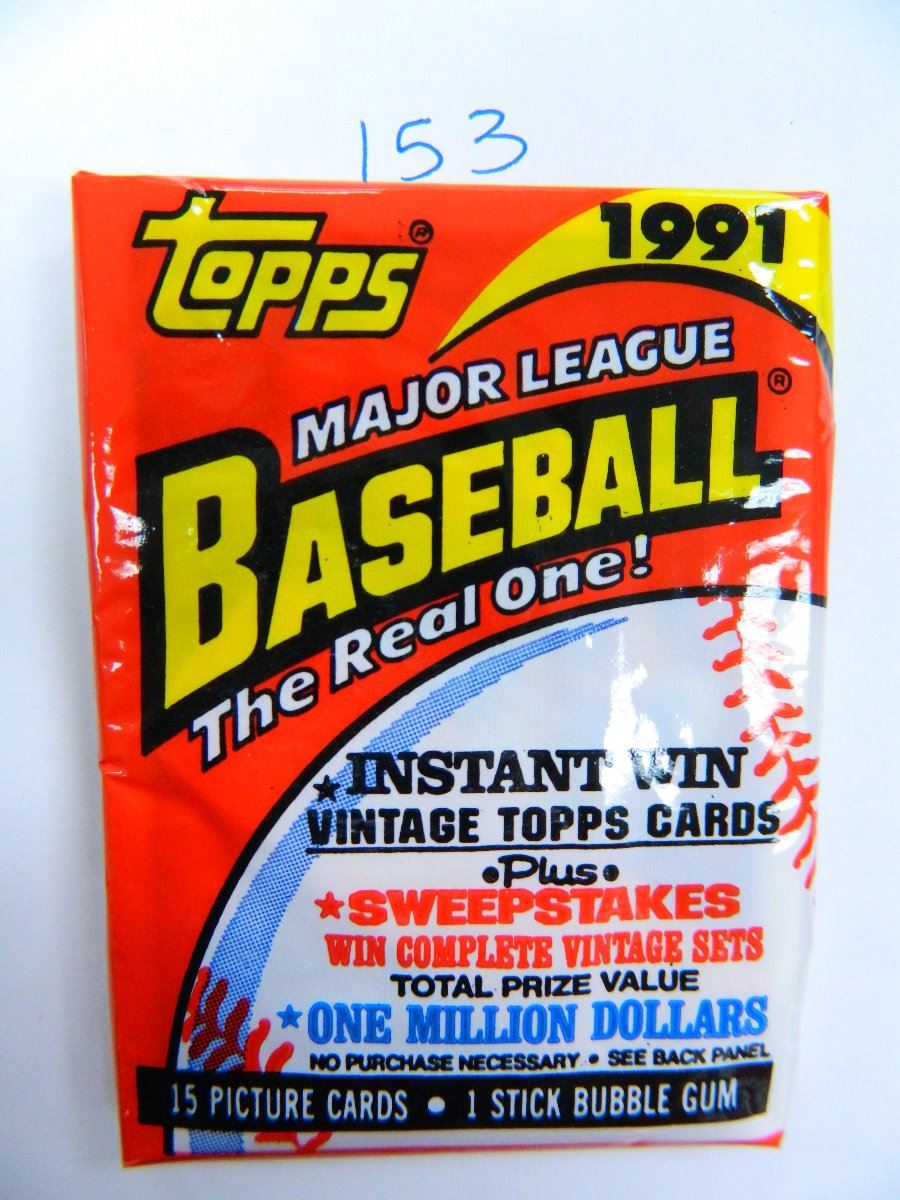 153
Topps®
1991
MAJOR LEAGUE
BASEBALL®
The Real One!
★INSTANT WIN
VINTAGE TOPPS CARDS
•Plus•
★SWEEPSTAKES
WIN COMPLETE VINTAGE SETS
TOTAL PRIZE VALUE
★ONE MILLION DOLLARS
NO PURCHASE NECESSARY • SEE BACK PANEL
15 PICTURE CARDS • 1 STICK BUBBLE GUM